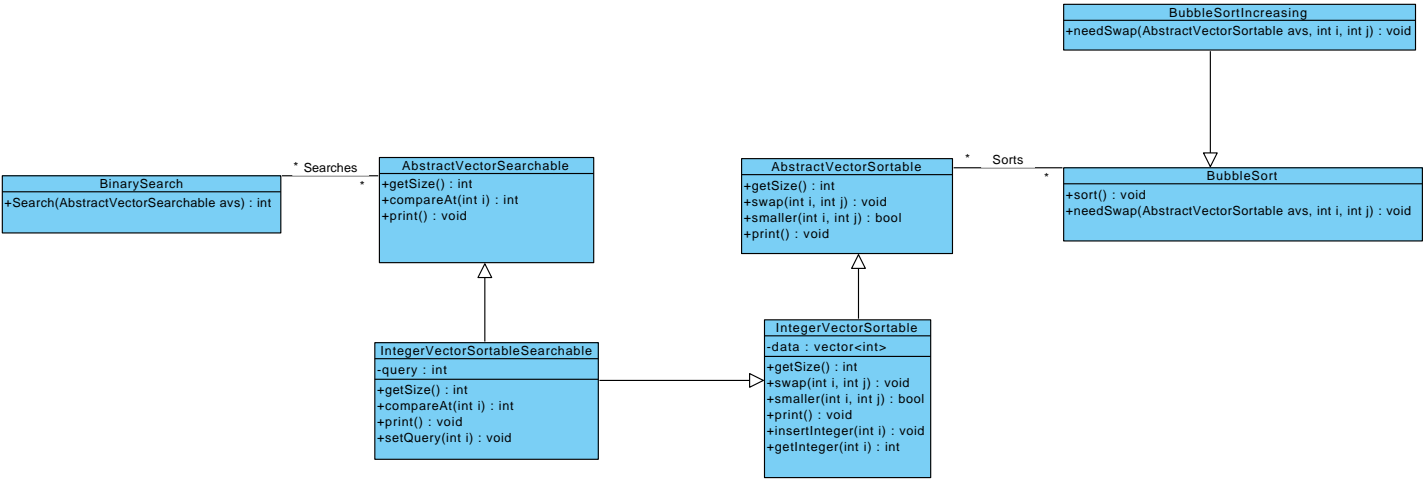 BubbleSortIncreasing
+needSwap(AbstractVectorSortable avs, int i, int j) : void
BinarySearch
+Search(AbstractVectorSearchable avs) : int
* Searches
*
AbstractVectorSearchable
+getSize() : int
+compareAt(int i) : int
+print() : void
AbstractVectorSortable
+getSize() : int
+swap(int i, int j) : void
+smaller(int i, int j) : bool
+print() : void
* Sorts
*
BubbleSort
+sort() : void
+needSwap(AbstractVectorSortable avs, int i, int j) : void
IntegerVectorSortableSearchable
-query : int
+getSize() : int
+compareAt(int i) : int
+print() : void
+setQuery(int i) : void
IntegerVectorSortable
-data : vector<int>
+getSize() : int
+swap(int i, int j) : void
+smaller(int i, int j) : bool
+print() : void
+insertInteger(int i) : void
+getInteger(int i) : int